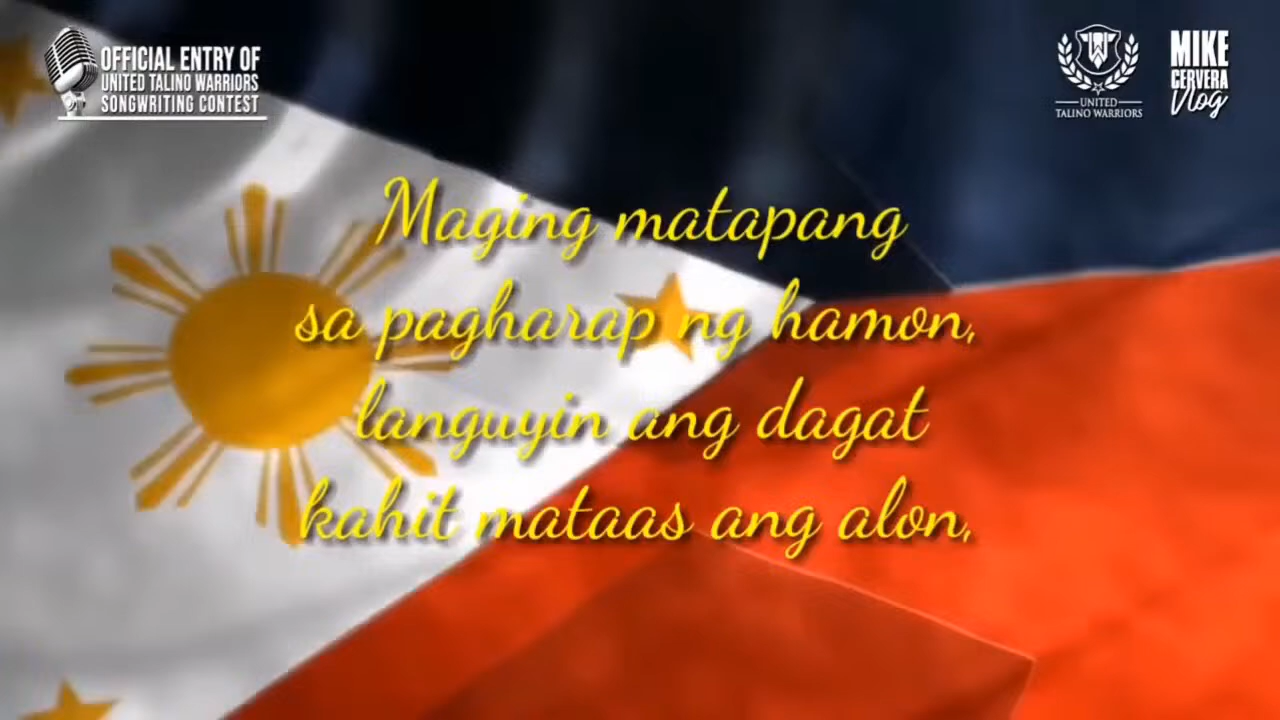 OFFICIAL ENTRY OF
UNITED TALINO WARRIORS
SONGWRITING CONTEST
UNITED
TALINO WARRIORS
MIKE
CERVERA
Vlog
Maging matapang
sa pagharap ng hamon,
languyin ang dagat
kahit mataas ang alon,